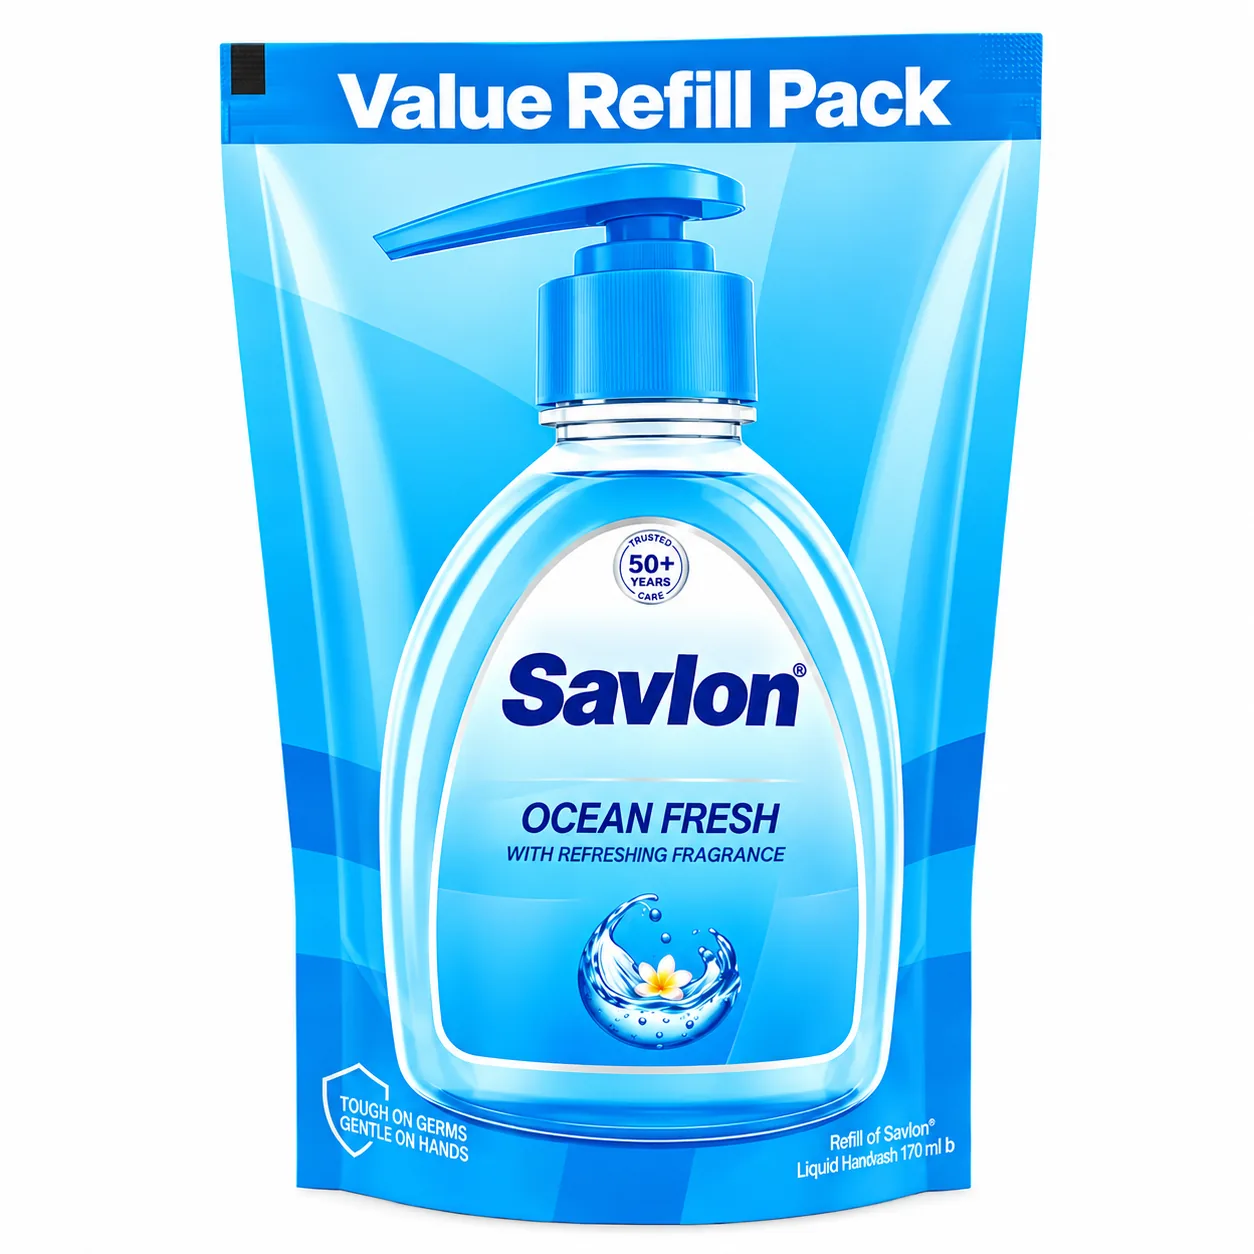 Value Refill Pack
TRUSTED
50+
YEARS
CARE
Savlon®
OCEAN FRESH
WITH REFRESHING FRAGRANCE
TOUGH ON GERMS
GENTLE ON HANDS
Refill of Savlon®
Liquid Handwash 170 ml b